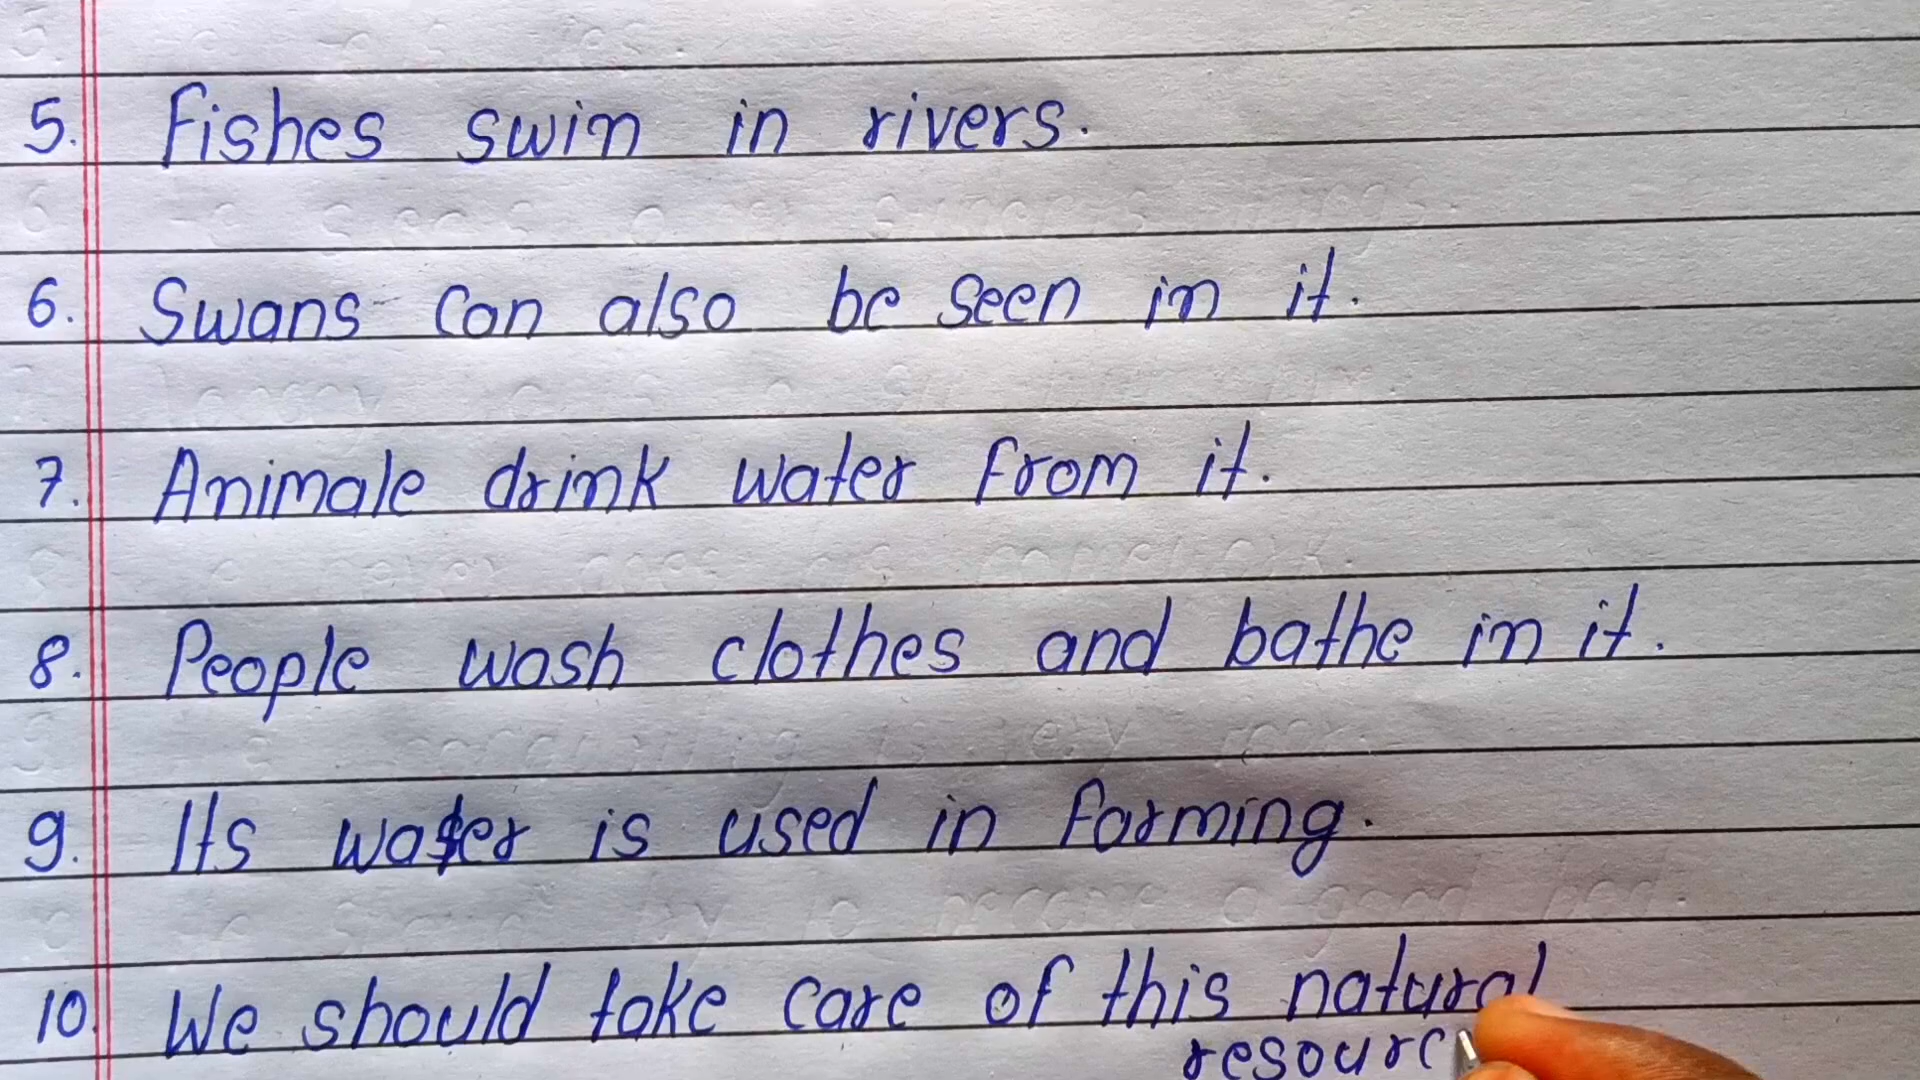 5. Fishes swim in rivers.
6. Swans can also be seen in it.
7. Animale drink water from it.
8. People wash clothes and bathe in it.
9. Its water is used in farming.
10. We should take care of this natural
resourc